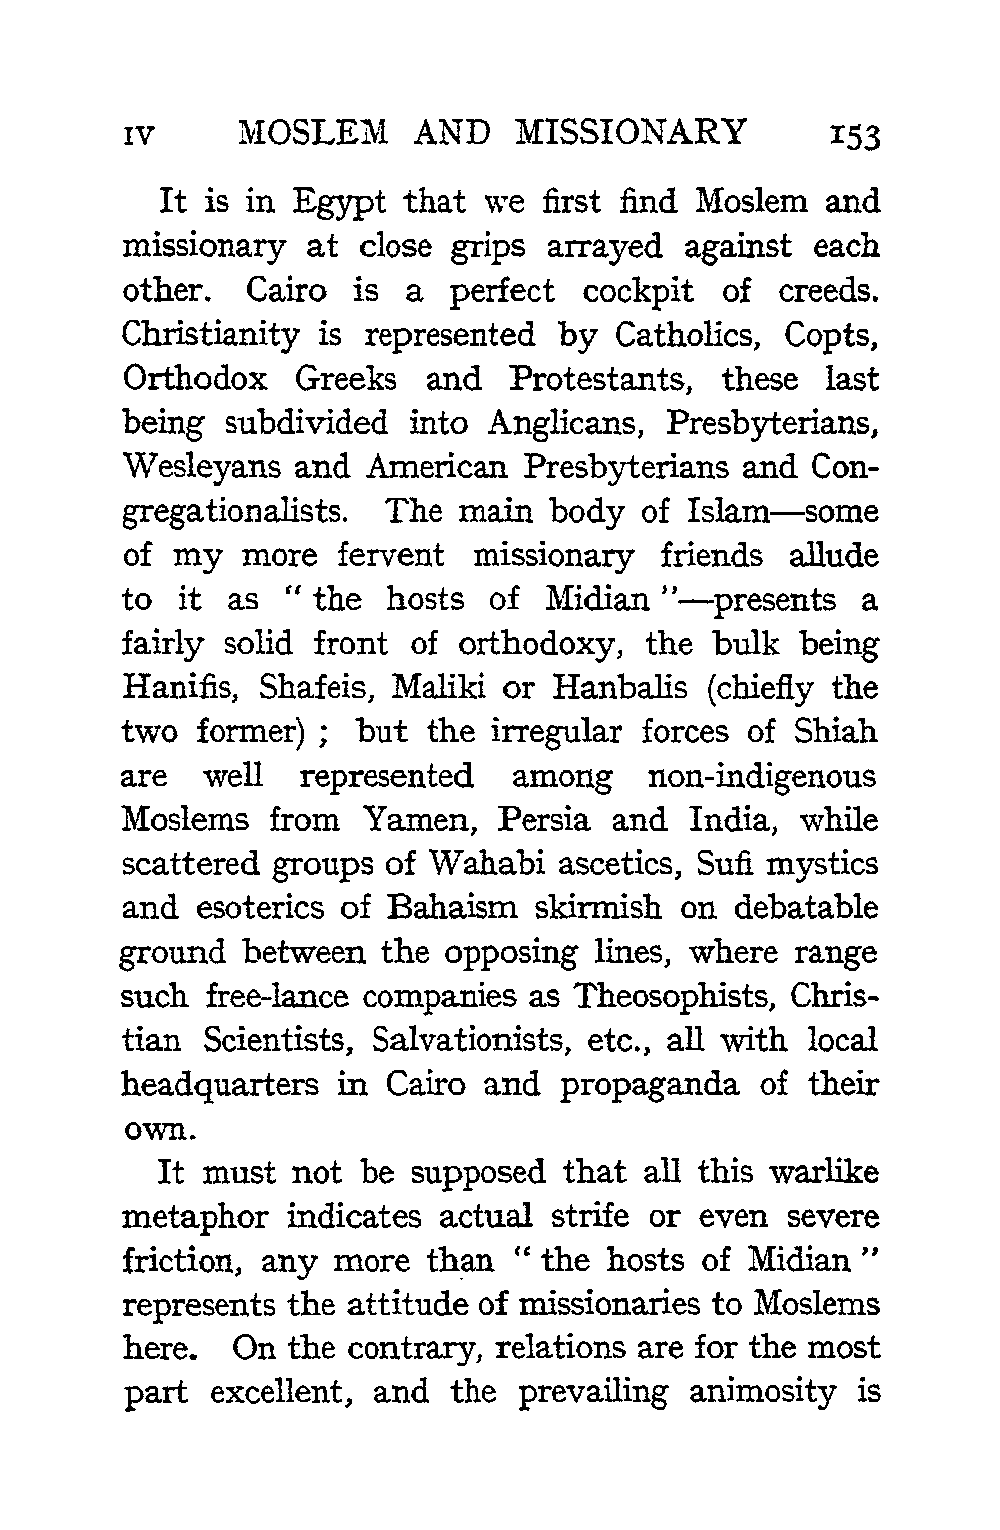 IV MOSLEM AND MISSIONARY 153
It is in Egypt that we first find Moslem and
missionary at close grips arrayed against each
other. Cairo is a perfect cockpit of creeds.
Christianity is represented by Catholics, Copts,
Orthodox Greeks and Protestants, these last
being subdivided into Anglicans, Presbyterians,
Wesleyans and American Presbyterians and Con-
gregationalists. The main body of Islam—some
of my more fervent missionary friends allude
to it as “ the hosts of Midian ”—presents a
fairly solid front of orthodoxy, the bulk being
Hanifis, Shafeis, Maliki or Hanbalis (chiefly the
two former) ; but the irregular forces of Shiah
are well represented among non-indigenous
Moslems from Yamen, Persia and India, while
scattered groups of Wahabi ascetics, Sufi mystics
and esoterics of Bahaism skirmish on debatable
ground between the opposing lines, where range
such free-lance companies as Theosophists, Chris-
tian Scientists, Salvationists, etc., all with local
headquarters in Cairo and propaganda of their
own.
It must not be supposed that all this warlike
metaphor indicates actual strife or even severe
friction, any more than “ the hosts of Midian ”
represents the attitude of missionaries to Moslems
here. On the contrary, relations are for the most
part excellent, and the prevailing animosity is